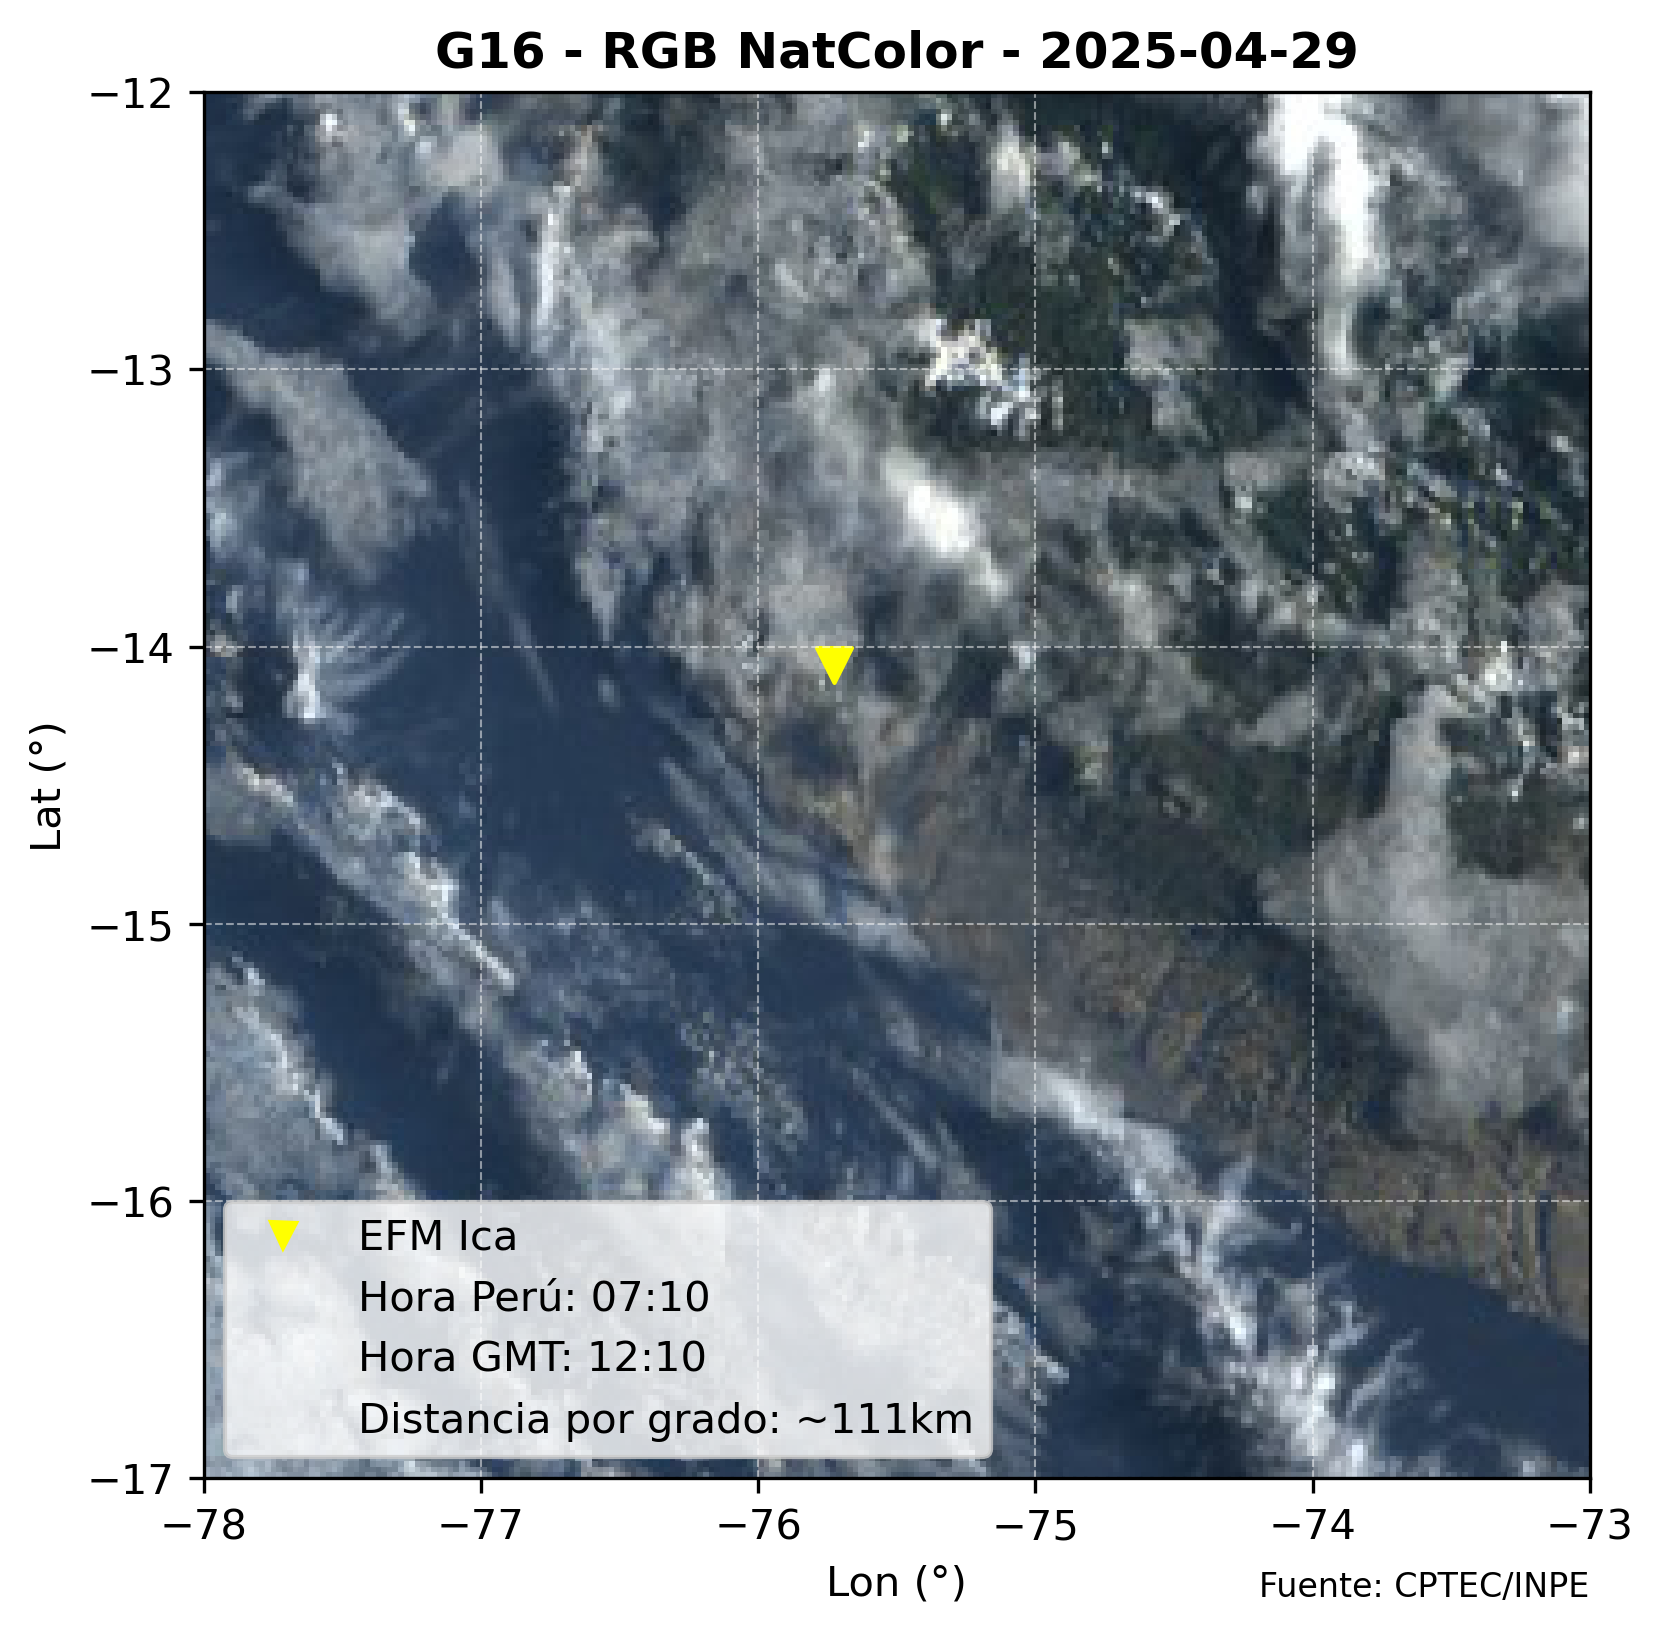 G16 - RGB NatColor - 2025-04-29
−12
−13
−14
−15
−16
−17
Lat (°)
EFM Ica
Hora Perú: 07:10
Hora GMT: 12:10
Distancia por grado: ~111km
−78 −77 −76 −75 −74 −73
Lon (°)
Fuente: CPTEC/INPE